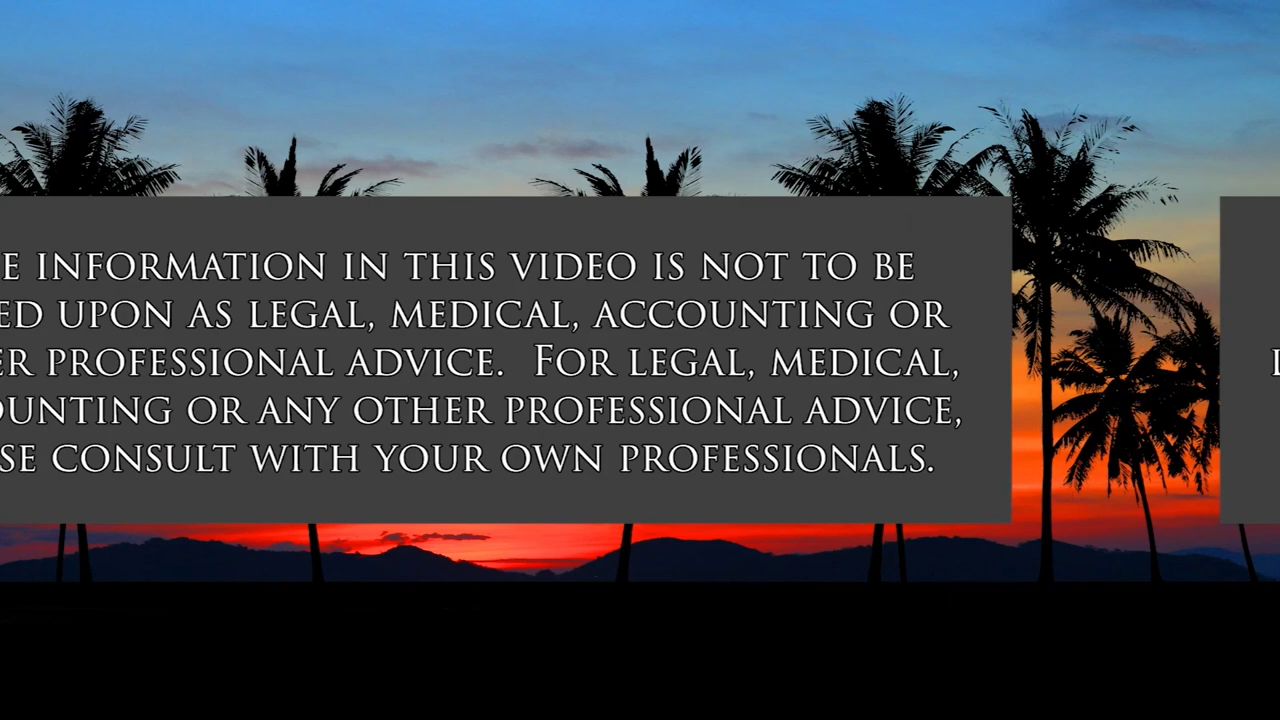 E INFORMATION IN THIS VIDEO IS NOT TO BE
ED UPON AS LEGAL, MEDICAL, ACCOUNTING OR
ER PROFESSIONAL ADVICE. FOR LEGAL, MEDICAL,
OUNTING OR ANY OTHER PROFESSIONAL ADVICE,
SE CONSULT WITH YOUR OWN PROFESSIONALS.